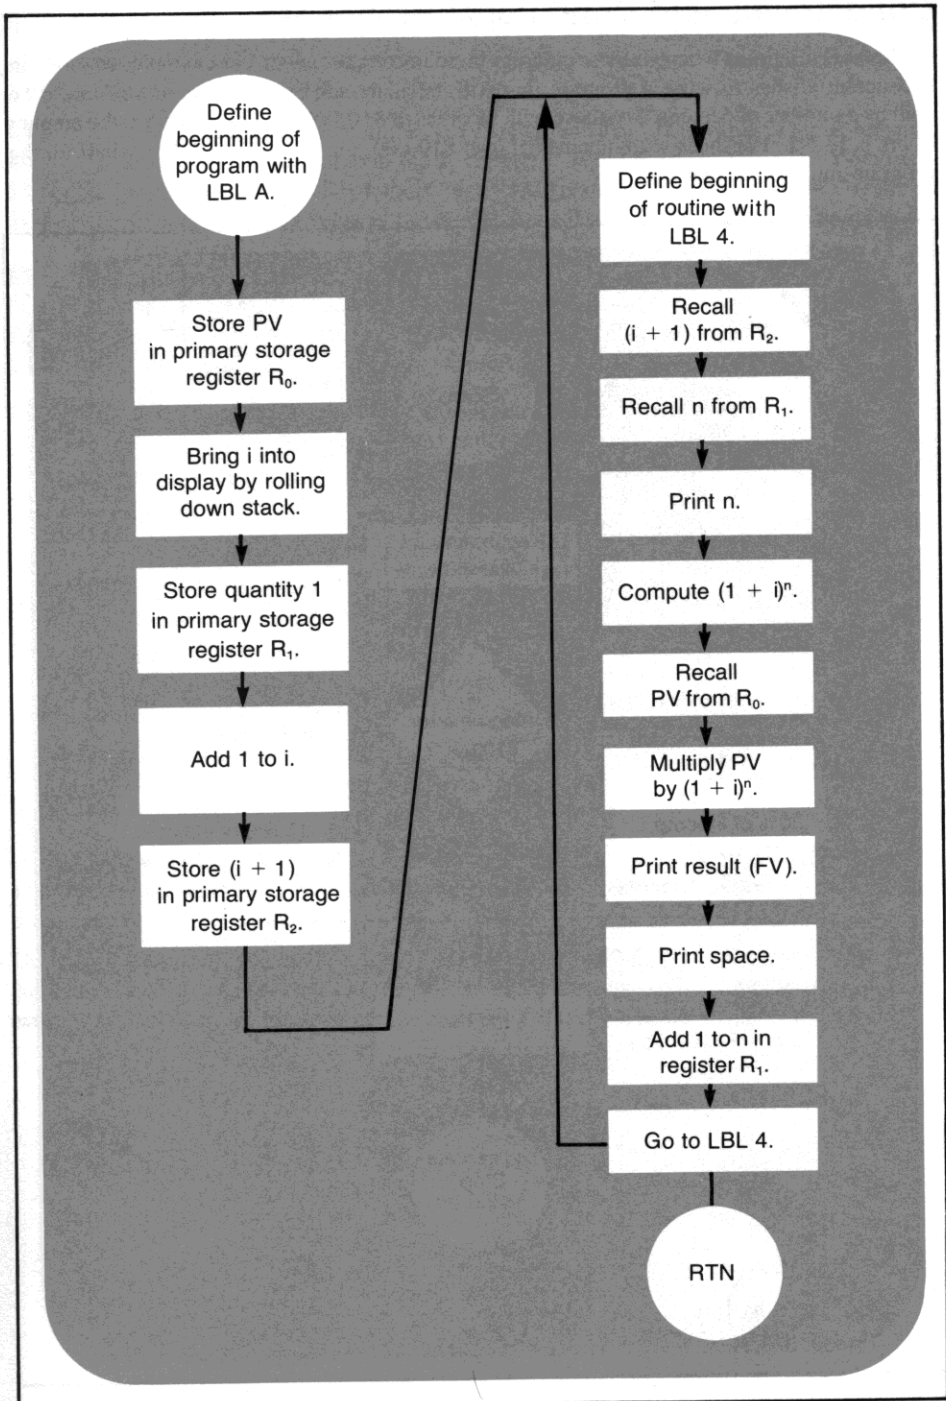 Define
beginning of
program with
LBL A.
Store PV
in primary storage
register R₀.
Bring i into
display by rolling
down stack.
Store quantity 1
in primary storage
register R₁.
Add 1 to i.
Store (i + 1)
in primary storage
register R₂.
Define beginning
of routine with
LBL 4.
Recall
(i + 1) from R₂.
Recall n from R₁.
Print n.
Compute (1 + i)ⁿ.
Recall
PV from R₀.
Multiply PV
by (1 + i)ⁿ.
Print result (FV).
Print space.
Add 1 to n in
register R₁.
Go to LBL 4.
RTN